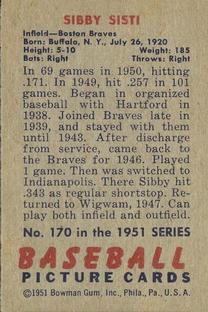 SIBBY SISTI
Infield—Boston Braves
Born: Buffalo, N. Y., July 26, 1920
Height: 5-10 Weight: 185
Bats: Right Throws: Right
In 69 games in 1950, hitting
.171. In 1949, hit .257 in 101
games. Began in organized
baseball with Hartford in
1938. Joined Braves late in
1939, and stayed with them
until 1943. After discharge
from service, came back to
the Braves for 1946. Played 1
game. Then was switched to
Indianapolis. There Sibby hit
.343 as regular shortstop. Re-
turned to Wigwam, 1947. Can
play both infield and outfield.
No. 170 in the 1951 SERIES
BASEBALL
PICTURE CARDS
©1951 Bowman Gum, Inc., Phila., Pa., U. S. A.